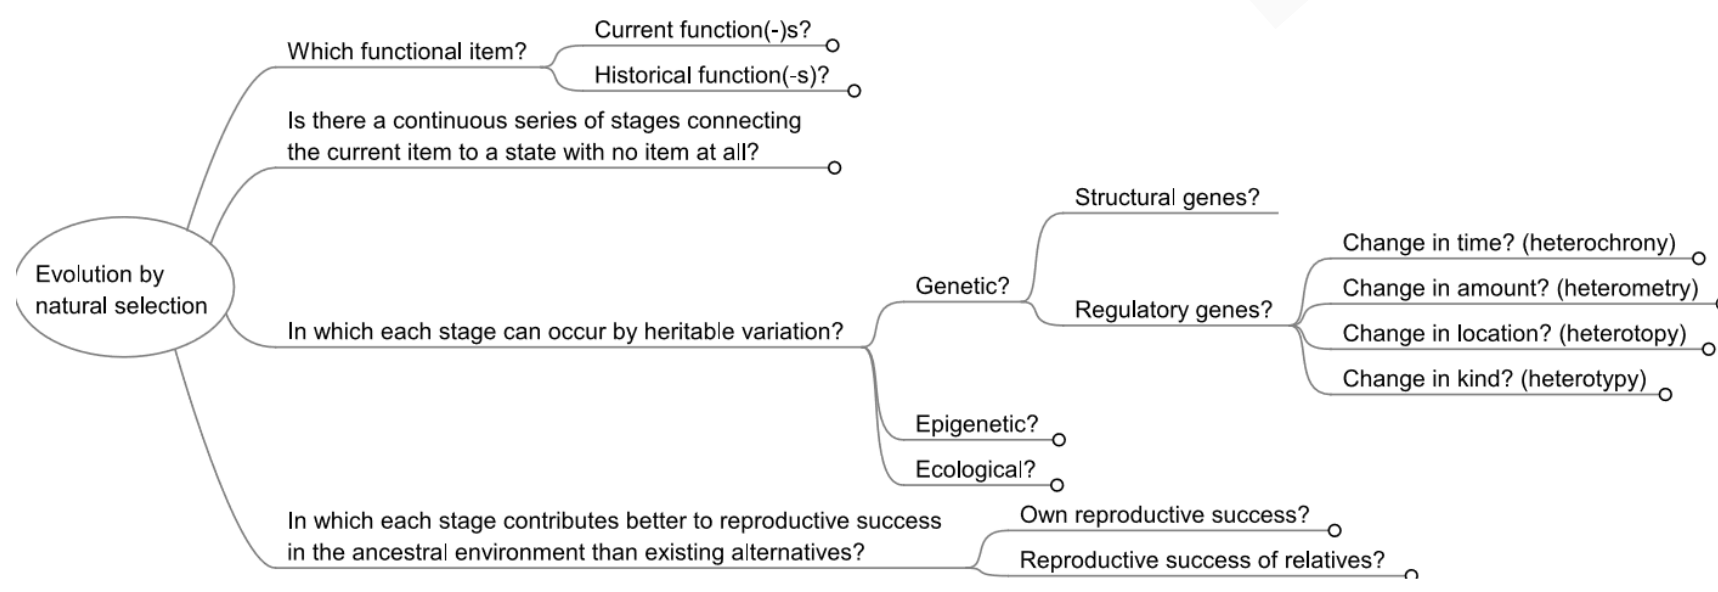 Evolution by
natural selection
Which functional item?
Current function(-)s?
Historical function(-s)?
Is there a continuous series of stages connecting
the current item to a state with no item at all?
In which each stage can occur by heritable variation?
Genetic?
Structural genes?
Regulatory genes?
Change in time? (heterochrony)
Change in amount? (heterometry)
Change in location? (heterotopy)
Change in kind? (heterotypy)
Epigenetic?
Ecological?
In which each stage contributes better to reproductive success
in the ancestral environment than existing alternatives?
Own reproductive success?
Reproductive success of relatives?